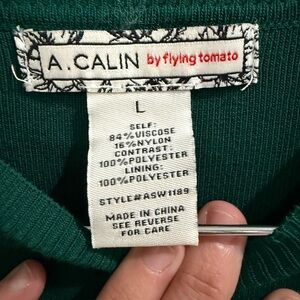 A.CALIN by flying tomato
L
SELF:
84%VISCOSE
16%NYLON
CONTRAST:
100%POLYESTER
LINING:
100%POLYESTER
STYLE#ASW1189
MADE IN CHINA
SEE REVERSE
FOR CARE